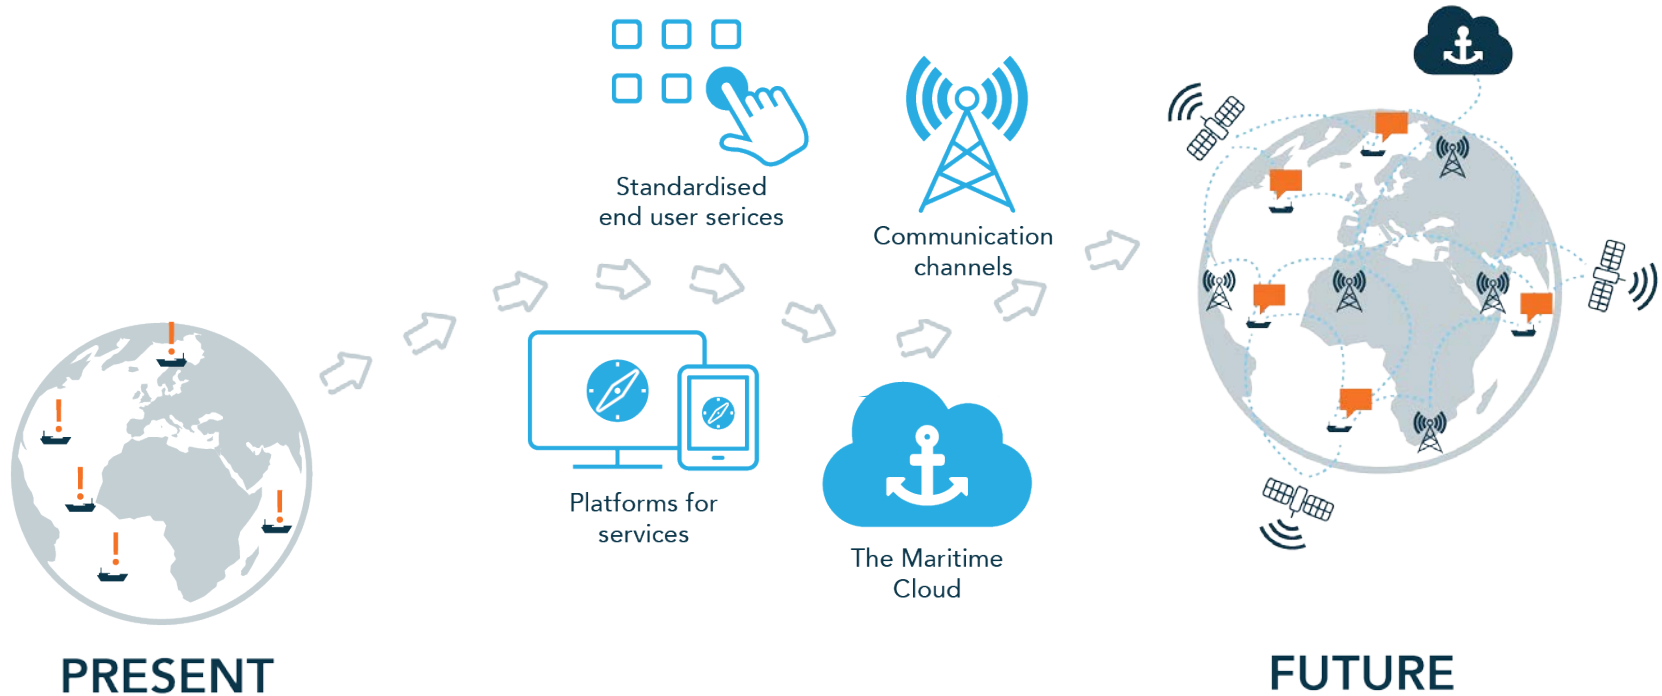 Standardised
end user serices
Communication
channels
Platforms for
services
The Maritime
Cloud
PRESENT
FUTURE